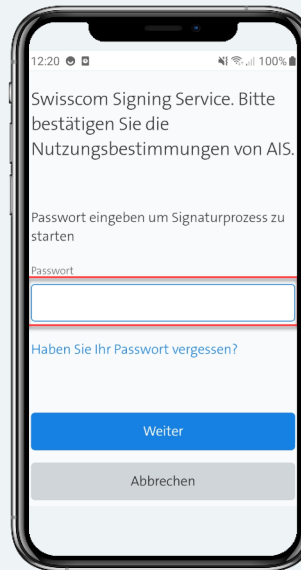 12:20 100%
Swisscom Signing Service. Bitte
bestätigen Sie die
Nutzungsbestimmungen von AIS.
Passwort eingeben um Signaturprozess zu
starten
Passwort
Haben Sie Ihr Passwort vergessen?
Weiter
Abbrechen